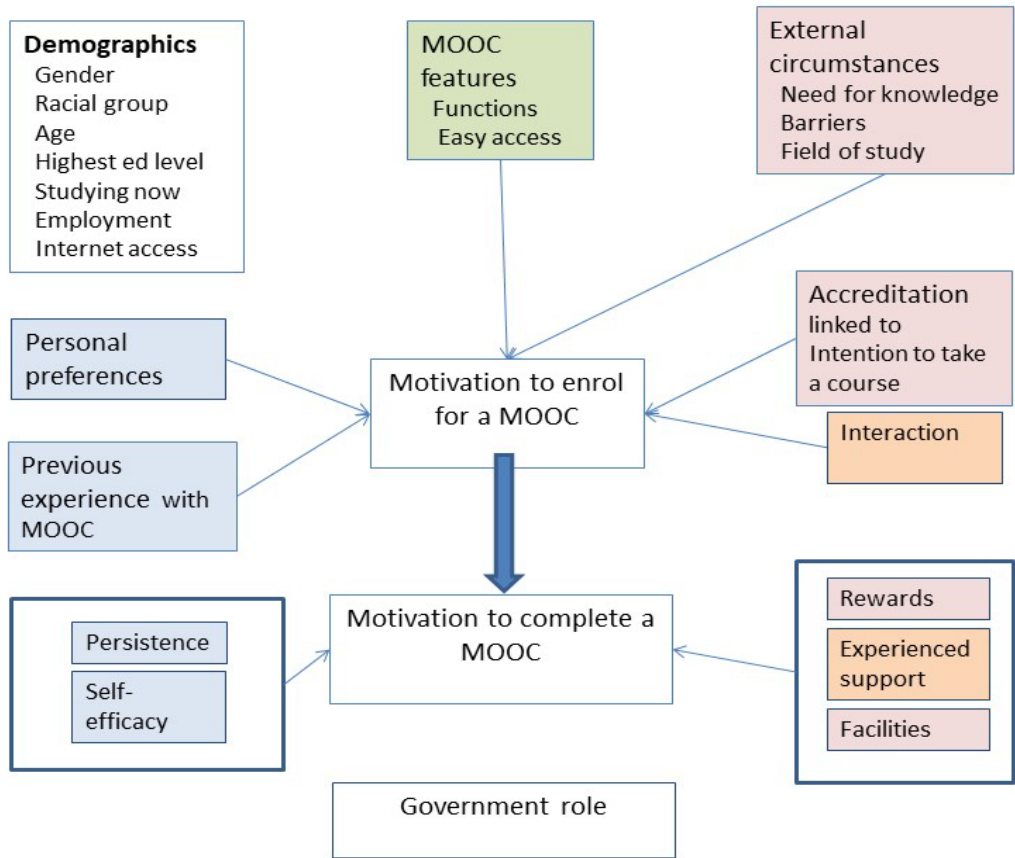 Demographics
Gender
Racial group
Age
Highest ed level
Studying now
Employment
Internet access
MOOC
features
Functions
Easy access
External
circumstances
Need for knowledge
Barriers
Field of study
Personal
preferences
Previous
experience with
MOOC
Motivation to enrol
for a MOOC
Accreditation
linked to
Intention to take
a course
Interaction
Persistence
Self-
efficacy
Motivation to complete a
MOOC
Rewards
Experienced
support
Facilities
Government role